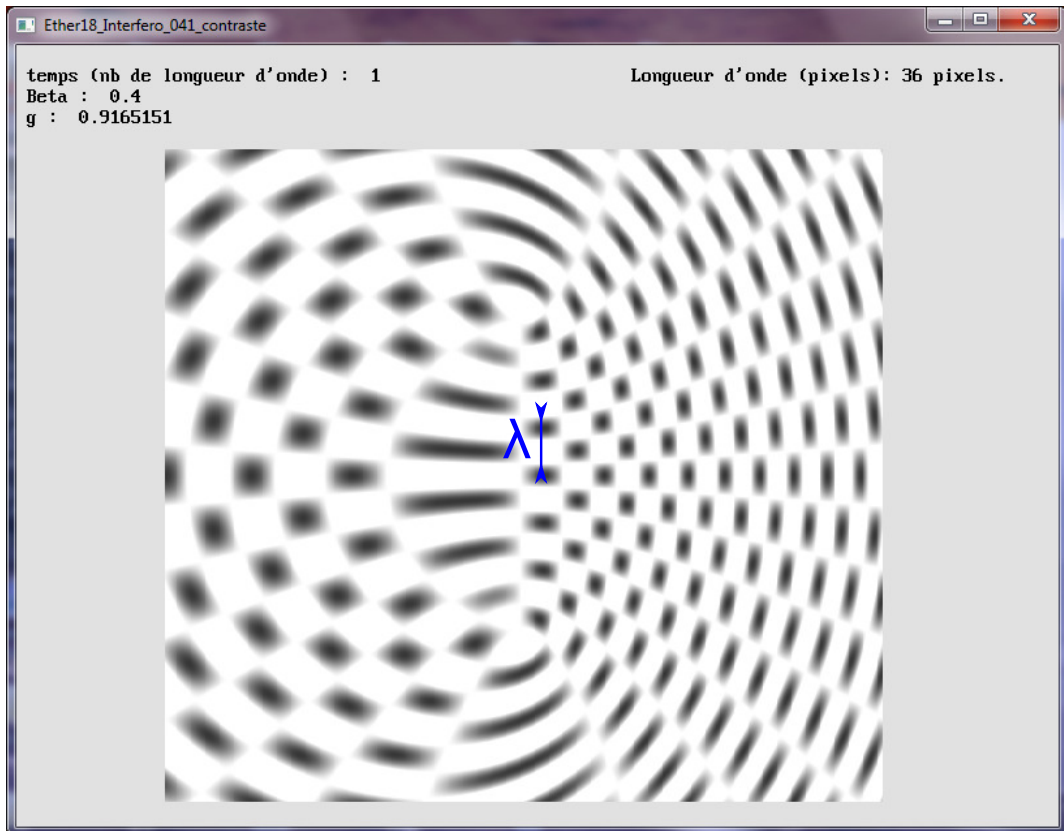 Ether18_Interfero_041_contraste
temps (nb de longueur d'onde) : 1
Longueur d'onde (pixels): 36 pixels.
Beta : 0.4
g : 0.9165151
λ